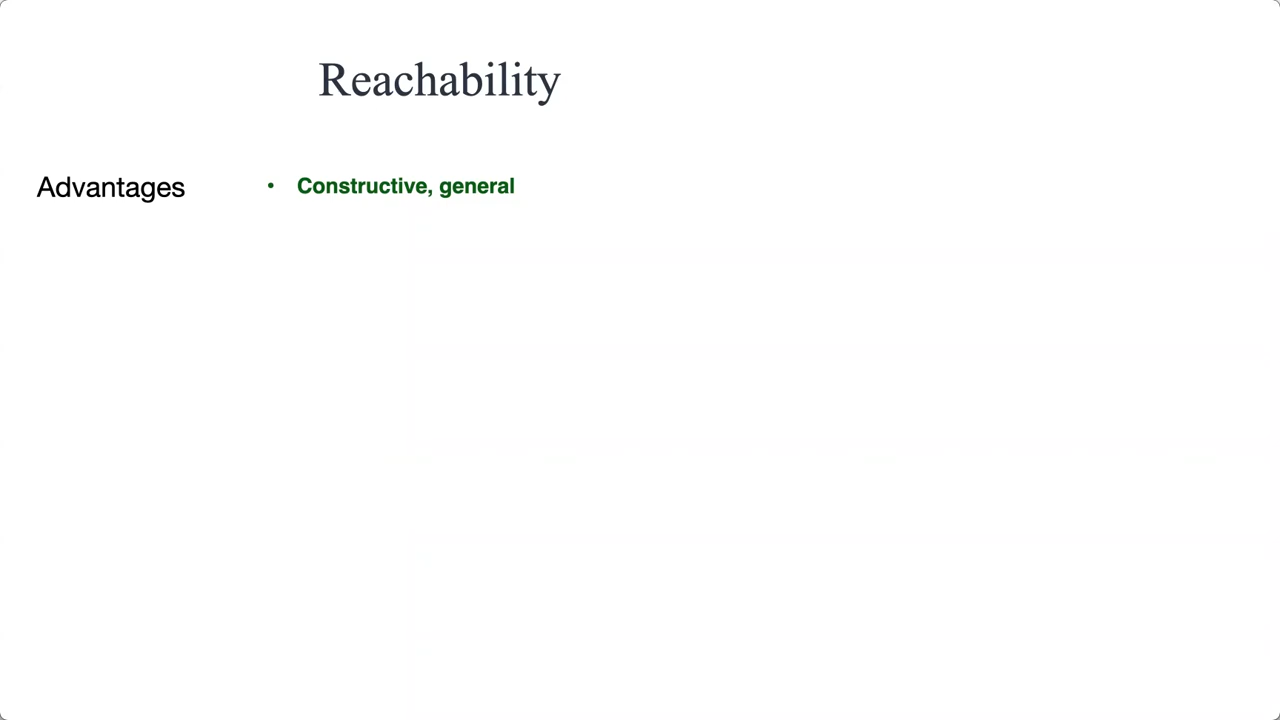 Reachability
Advantages
• Constructive, general